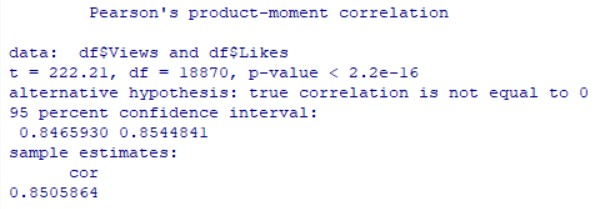 Pearson's product-moment correlation
data:  df$Views and df$Likes
t = 222.21, df = 18870, p-value < 2.2e-16
alternative hypothesis: true correlation is not equal to 0
95 percent confidence interval:
 0.8465930 0.8544841
sample estimates:
cor
0.8505864